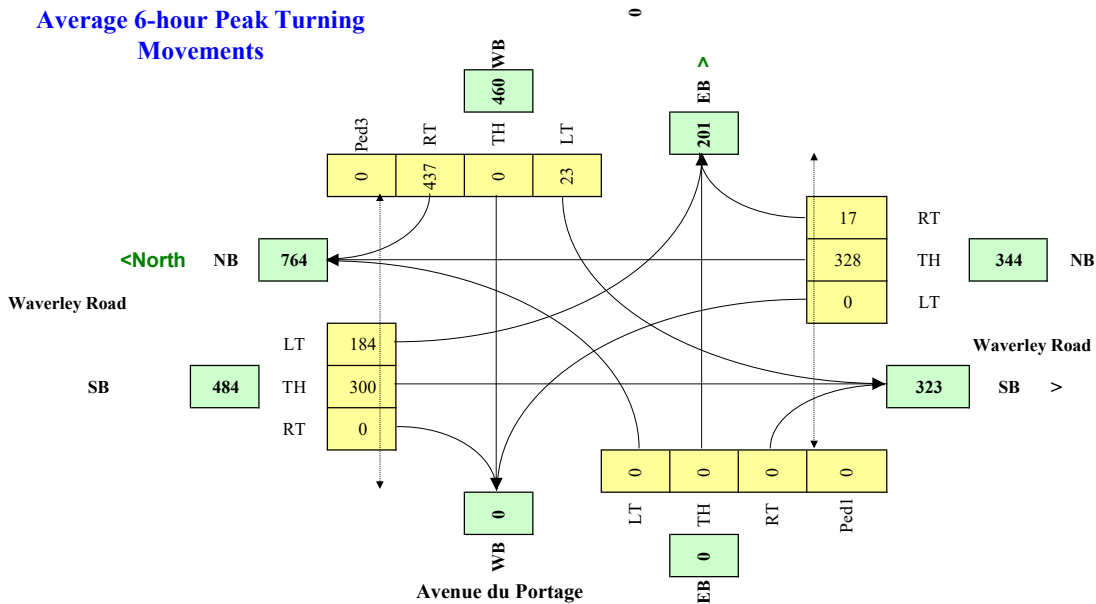 Average 6-hour Peak Turning
Movements
0
WB
460
EB
^
201
Ped3
RT
TH
LT
0
437
0
23
17
RT
<North
NB
764
328
TH
344
NB
0
LT
Waverley Road
LT
184
Waverley Road
SB
484
TH
300
323
SB
>
RT
0
0
0
0
0
LT
TH
RT
Ped1
0
WB
0
EB
Avenue du Portage